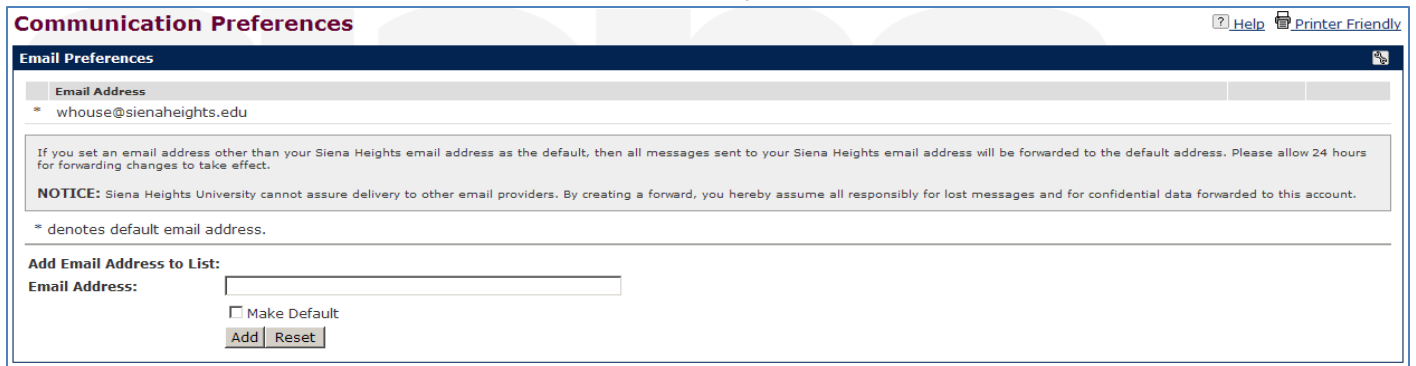 Communication Preferences
? Help Printer Friendly
Email Preferences
Email Address
* whouse@sienaheights.edu
If you set an email address other than your Siena Heights email address as the default, then all messages sent to your Siena Heights email address will be forwarded to the default address. Please allow 24 hours
for forwarding changes to take effect.
NOTICE: Siena Heights University cannot assure delivery to other email providers. By creating a forward, you hereby assume all responsibly for lost messages and for confidential data forwarded to this account.
* denotes default email address.
Add Email Address to List:
Email Address:
Make Default
Add Reset